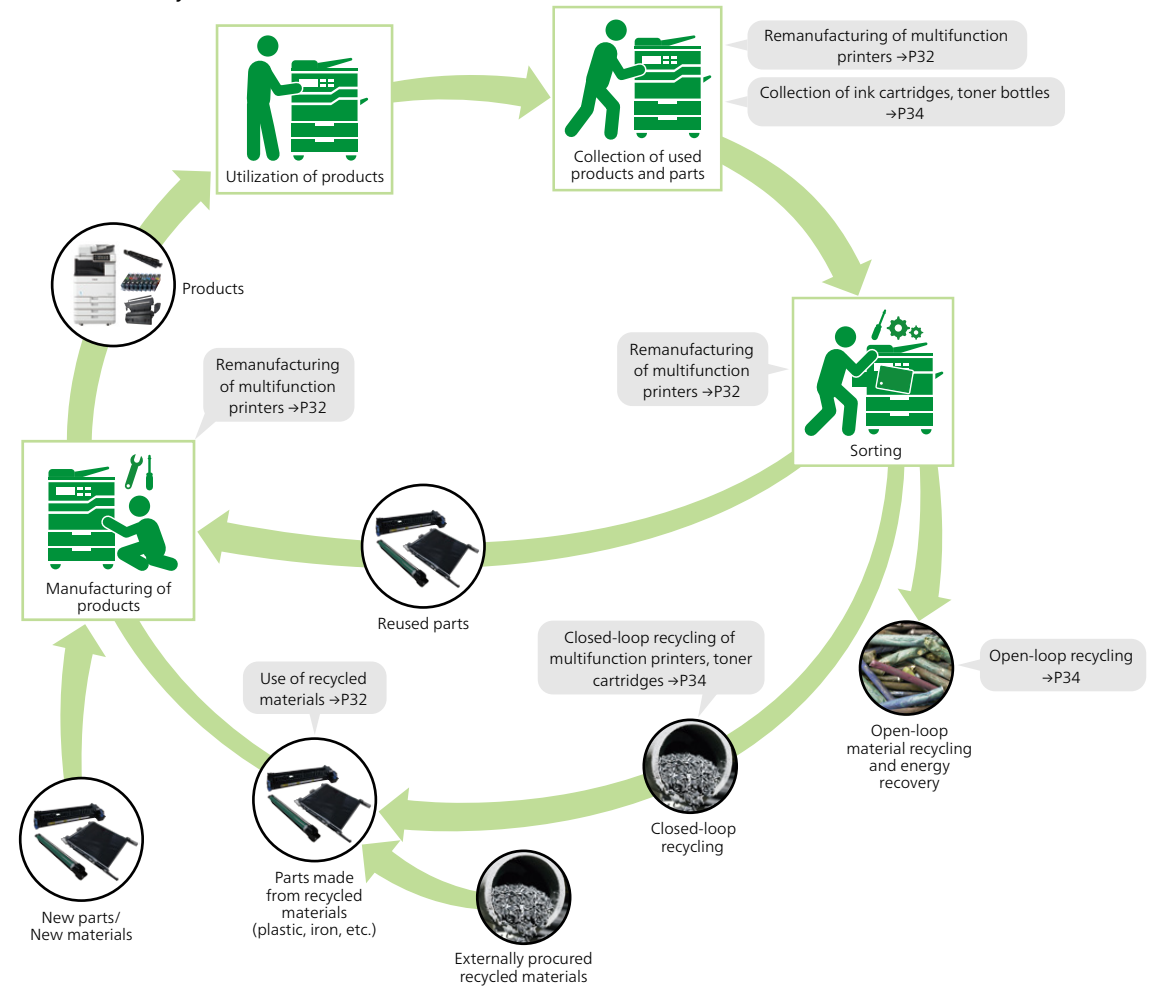 Remanufacturing of multifunction
printers →P32
Collection of ink cartridges, toner bottles
→P34
Utilization of products
Collection of used
products and parts
Products
Remanufacturing
of multifunction
printers →P32
Remanufacturing
of multifunction
printers →P32
Sorting
Manufacturing of
products
Reused parts
Closed-loop recycling of
multifunction printers, toner
cartridges →P34
Open-loop recycling
→P34
Use of recycled
materials →P32
Open-loop
material recycling
and energy
recovery
Closed-loop
recycling
Parts made
from recycled
materials
(plastic, iron, etc.)
New parts/
New materials
Externally procured
recycled materials